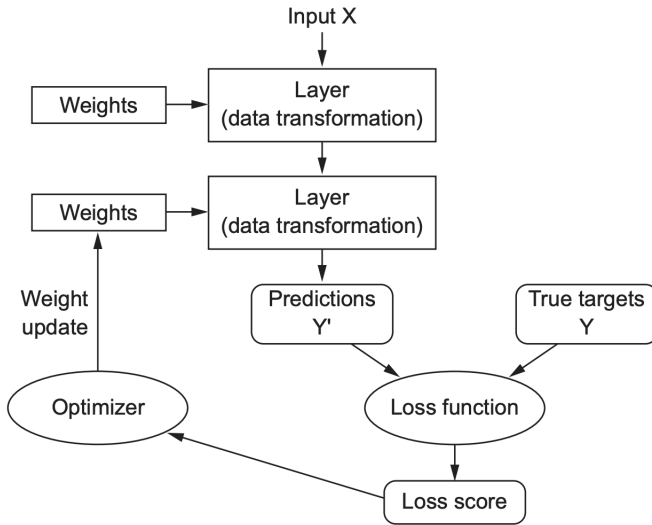 Input X
Layer
(data transformation)
Weights
Layer
(data transformation)
Weights
Predictions
Y'
True targets
Y
Weight
update
Optimizer
Loss function
Loss score